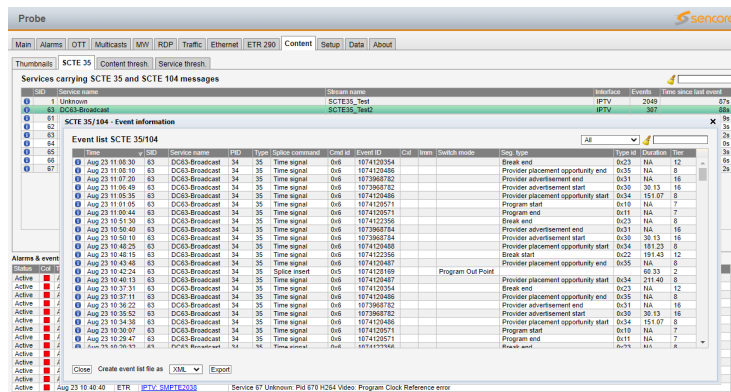 Probe
Sencore
Main Alarms OTT Multicasts MW RDP Traffic Ethernet ETR 290 Content Setup Data About
Thumbnails SCTE 35 Content thresh. Service thresh.
Services carrying SCTE 35 and SCTE 104 messages
SID Service name Stream name Interface Events Time since last event
1 Unknown SCTE35_Test IPTV 2049 87s
63 DC63-Broadcast SCTE35_Test2 IPTV 307 88s
61
62
63
64
65
66
67
SCTE 35/104 - Event information X
Event list SCTE 35/104 All
Time SID Service name PID Type Splice command Cmd id Event ID Cxl Imm Switch mode Seg. type Type id Duration Tier
Aug 23 11:08:30 63 DC63-Broadcast 34 35 Time signal 0x6 1074120354 Break end 0x23 NA 12
Aug 23 11:08:10 63 DC63-Broadcast 34 35 Time signal 0x6 1074120486 Provider placement opportunity end 0x35 NA 8
Aug 23 11:07:20 63 DC63-Broadcast 34 35 Time signal 0x6 1073968782 Provider advertisement end 0x31 NA 16
Aug 23 11:06:49 63 DC63-Broadcast 34 35 Time signal 0x6 1073968782 Provider advertisement start 0x30 30.13 16
Aug 23 11:05:35 63 DC63-Broadcast 34 35 Time signal 0x6 1074120486 Provider placement opportunity start 0x34 151.07 8
Aug 23 11:01:05 63 DC63-Broadcast 34 35 Time signal 0x6 1074120571 Program start 0x10 NA 7
Aug 23 11:00:44 63 DC63-Broadcast 34 35 Time signal 0x6 1074120571 Program end 0x11 NA 7
Aug 23 10:51:30 63 DC63-Broadcast 34 35 Time signal 0x6 1074122356 Break end 0x23 NA 8
Aug 23 10:50:40 63 DC63-Broadcast 34 35 Time signal 0x6 1073968784 Provider advertisement end 0x31 NA 16
Aug 23 10:50:10 63 DC63-Broadcast 34 35 Time signal 0x6 1073968784 Provider advertisement start 0x30 30.13 16
Aug 23 10:48:25 63 DC63-Broadcast 34 35 Time signal 0x6 1074120488 Provider placement opportunity start 0x34 181.23 8
Aug 23 10:48:15 63 DC63-Broadcast 34 35 Time signal 0x6 1074122356 Break start 0x22 191.43 12
Aug 23 10:43:48 63 DC63-Broadcast 34 35 Time signal 0x6 1074120487 Provider placement opportunity end 0x35 NA 8
Aug 23 10:42:24 63 DC63-Broadcast 34 35 Splice insert 0x5 1074128169 Program Out Point 60.33 2
Aug 23 10:40:13 63 DC63-Broadcast 34 35 Time signal 0x6 1074120487 Provider placement opportunity start 0x34 211.40 8
Aug 23 10:37:31 63 DC63-Broadcast 34 35 Time signal 0x6 1074120354 Break end 0x23 NA 12
Aug 23 10:37:11 63 DC63-Broadcast 34 35 Time signal 0x6 1074120486 Provider placement opportunity end 0x35 NA 8
Aug 23 10:36:22 63 DC63-Broadcast 34 35 Time signal 0x6 1073968782 Provider advertisement end 0x31 NA 16
Aug 23 10:35:52 63 DC63-Broadcast 34 35 Time signal 0x6 1073968782 Provider advertisement start 0x30 30.13 16
Aug 23 10:34:38 63 DC63-Broadcast 34 35 Time signal 0x6 1074120486 Provider placement opportunity start 0x34 151.07 8
Aug 23 10:30:07 63 DC63-Broadcast 34 35 Time signal 0x6 1074120571 Program start 0x10 NA 7
Aug 23 10:29:47 63 DC63-Broadcast 34 35 Time signal 0x6 1074120571 Program end 0x11 NA 7
Close Create event list file as XML Export
Alarms & event
Status Col
Active
Active
Active
Active
Active
Active
Active
Active
Active
Active
Active
Active
Active Aug 23 10:40:40 ETR IPTV: SMPTE2038 Service 67 Unknown: Pid 670 H264 Video: Program Clock Reference error